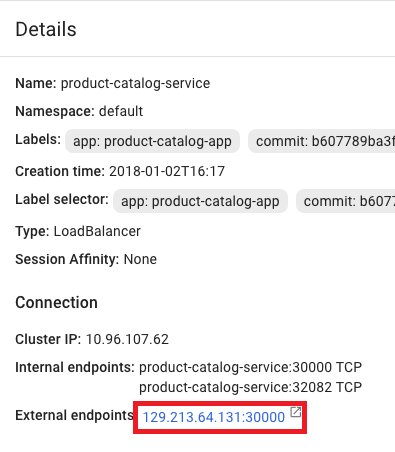 Details
Name: product-catalog-service
Namespace: default
Labels: app: product-catalog-app commit: b607789ba3f
Creation time: 2018-01-02T16:17
Label selector: app: product-catalog-app commit: b6077
Type: LoadBalancer
Session Affinity: None
Connection
Cluster IP: 10.96.107.62
Internal endpoints: product-catalog-service:30000 TCP
product-catalog-service:32082 TCP
External endpoints 129.213.64.131:30000